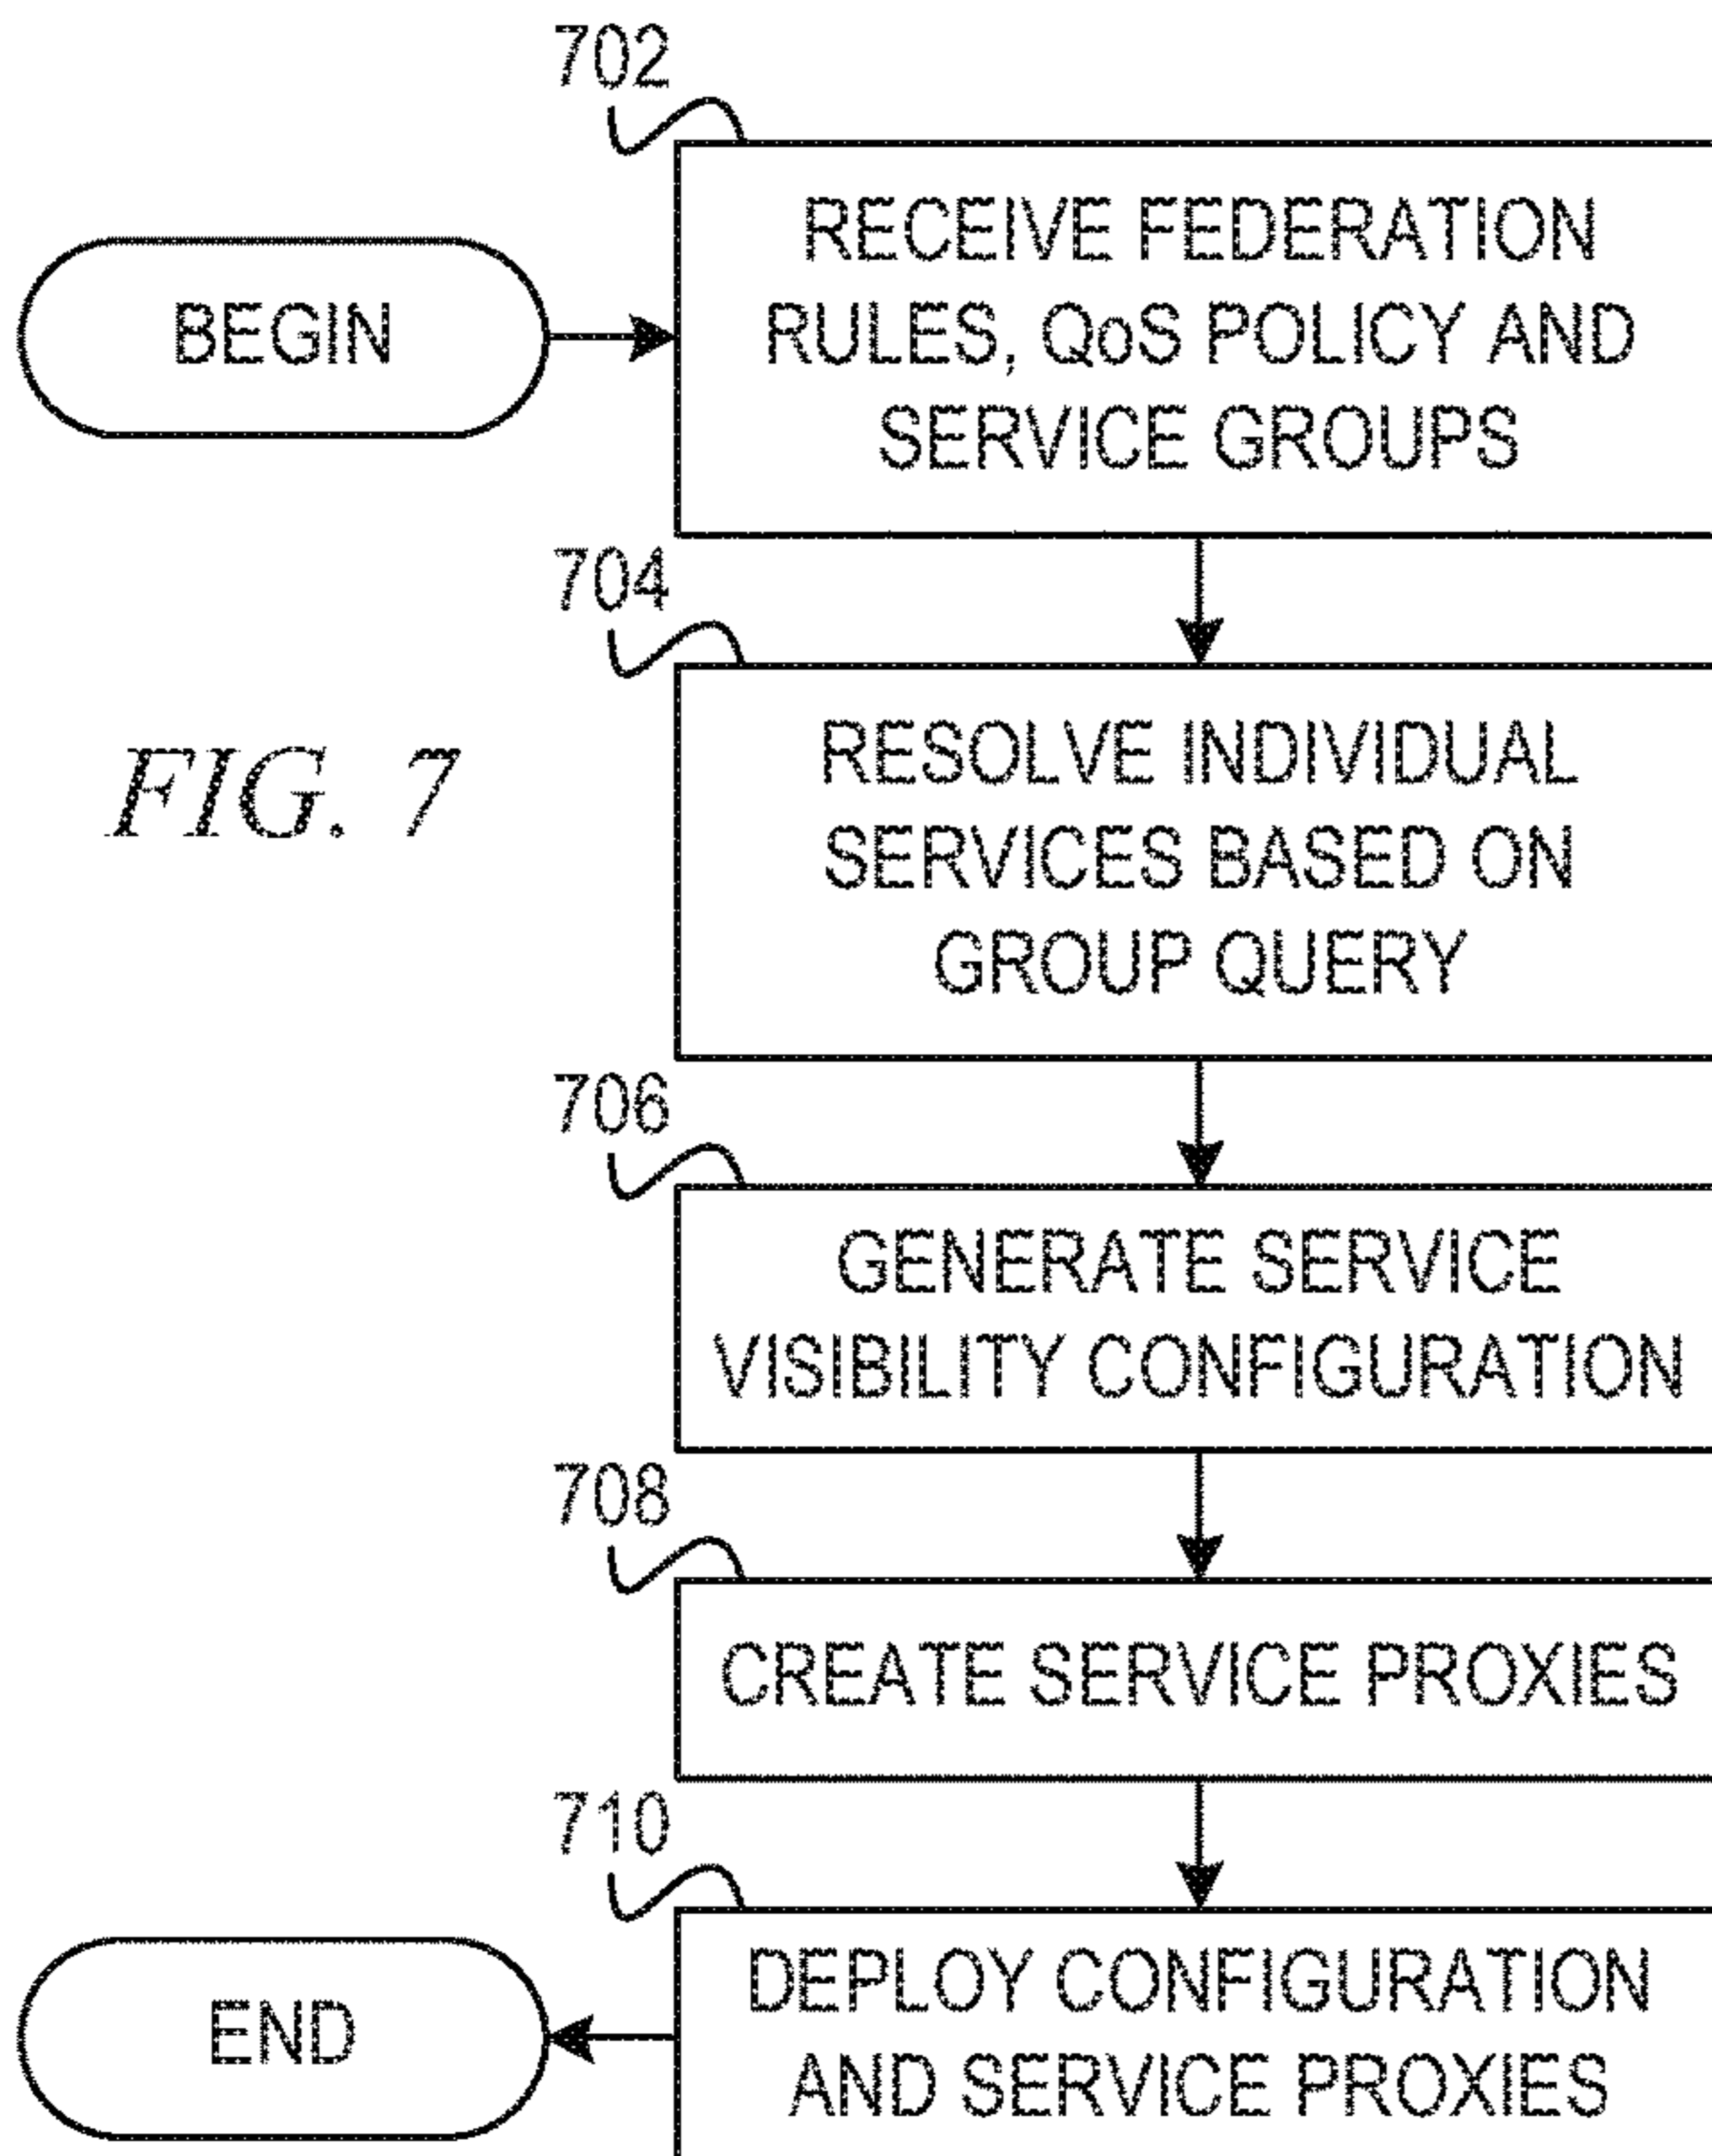 702
BEGIN
RECEIVE FEDERATION
RULES, QoS POLICY AND
SERVICE GROUPS
704
RESOLVE INDIVIDUAL
SERVICES BASED ON
GROUP QUERY
FIG. 7
706
GENERATE SERVICE
VISIBILITY CONFIGURATION
708
CREATE SERVICE PROXIES
710
DEPLOY CONFIGURATION
AND SERVICE PROXIES
END